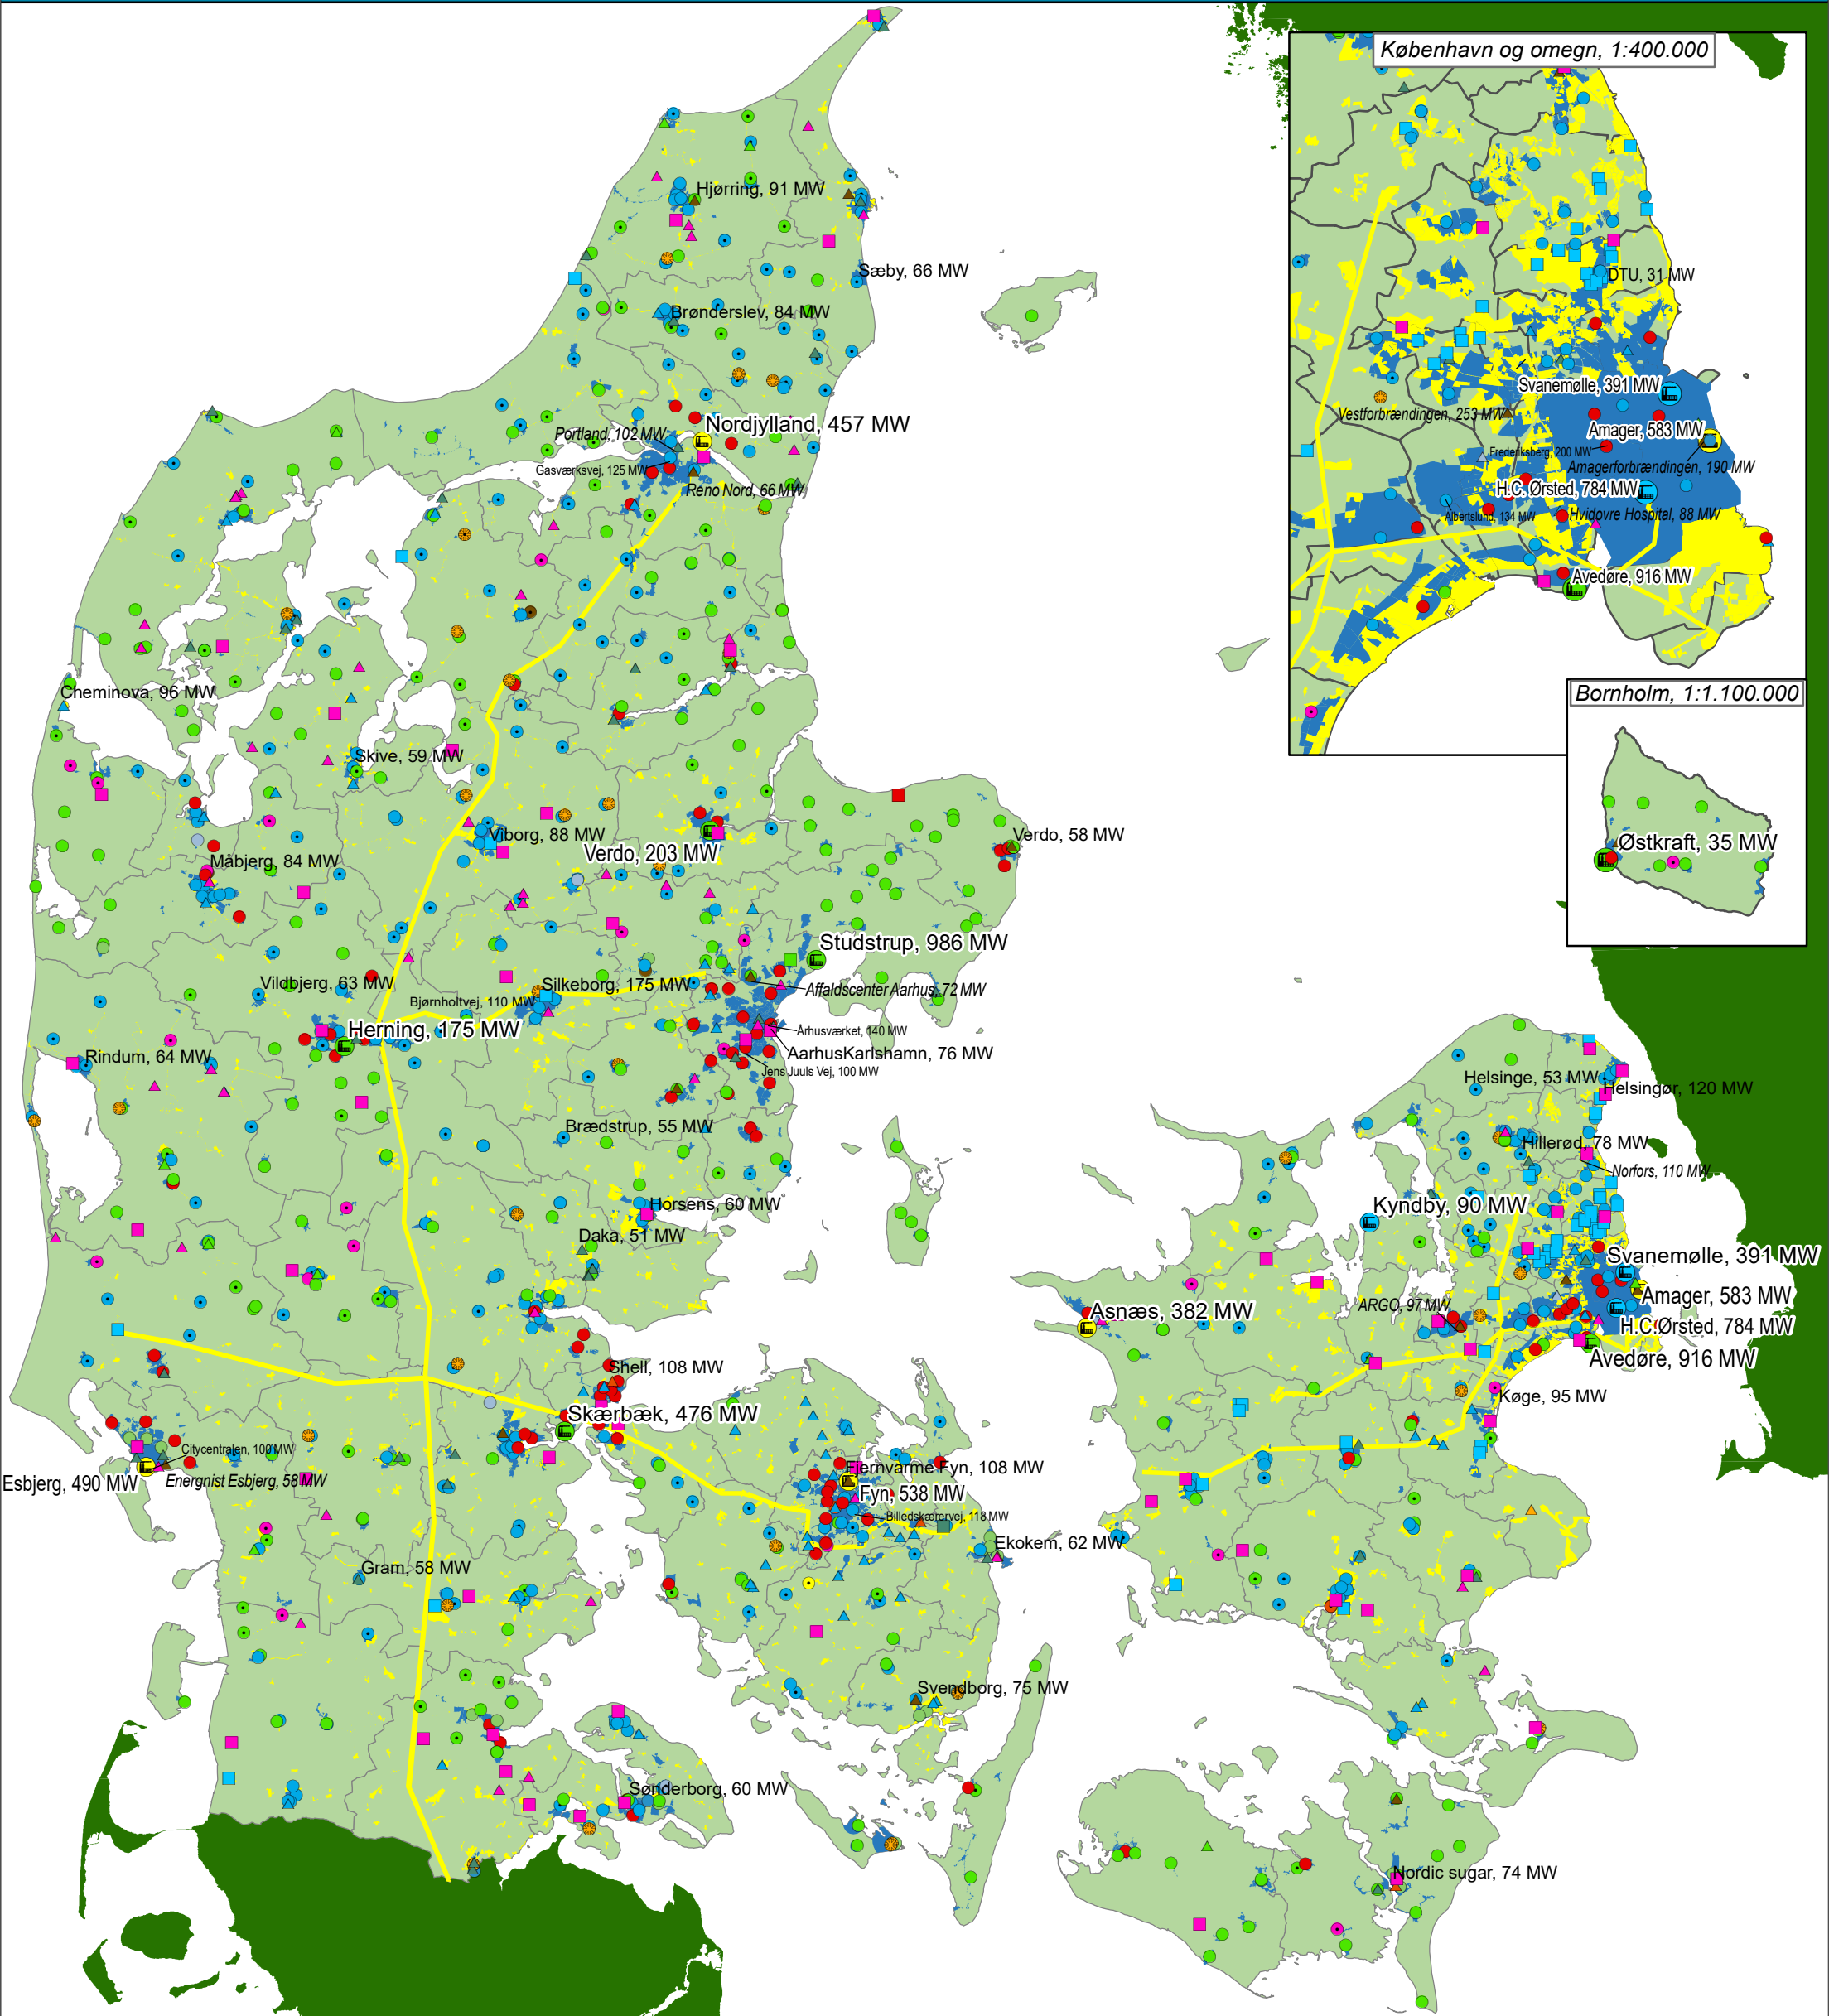 København og omegn, 1:400.000
Hjørring, 91 MW
Sæby, 66 MW
DTU, 31 MW
Brønderslev, 84 MW
Svanemølle, 391 MW
Vestforbrændingen, 253 MW
Nordjylland, 457 MW
Amager, 583 MW
Portland, 102 MW
Frederiksberg, 200 MW
Gasværksvej, 125 MW
Amagerforbrændingen, 190 MW
Reno Nord, 66 MW
H.C. Ørsted, 784 MW
Albertslund, 134 MW
Hvidovre Hospital, 88 MW
Avedøre, 916 MW
Cheminova, 96 MW
Bornholm, 1:1.100.000
Skive, 59 MW
Viborg, 88 MW
Verdo, 58 MW
Østkraft, 35 MW
Verdo, 203 MW
Måbjerg, 84 MW
Studstrup, 986 MW
Vildbjerg, 63 MW
Silkeborg, 175 MW
Affaldscenter Aarhus, 72 MW
Bjørnholtvej, 110 MW
Herning, 175 MW
Århusværket, 140 MW
AarhusKarlshamn, 76 MW
Rindum, 64 MW
Jens Juuls Vej, 100 MW
Helsinge, 53 MW
Helsingør, 120 MW
Brædstrup, 55 MW
Hillerød, 78 MW
Norfors, 110 MW
Horsens, 60 MW
Kyndby, 90 MW
Daka, 51 MW
Svanemølle, 391 MW
Amager, 583 MW
ARGO, 97 MW
Asnæs, 382 MW
H.C.Ørsted, 784 MW
Avedøre, 916 MW
Shell, 108 MW
Køge, 95 MW
Skærbæk, 476 MW
Citycentralen, 100 MW
Esbjerg, 490 MW
Energnist Esbjerg, 58 MW
Fjernvarme Fyn, 108 MW
Fyn, 538 MW
Billedskærervej, 118 MW
Ekokem, 62 MW
Gram, 58 MW
Svendborg, 75 MW
Sønderborg, 60 MW
Nordic sugar, 74 MW